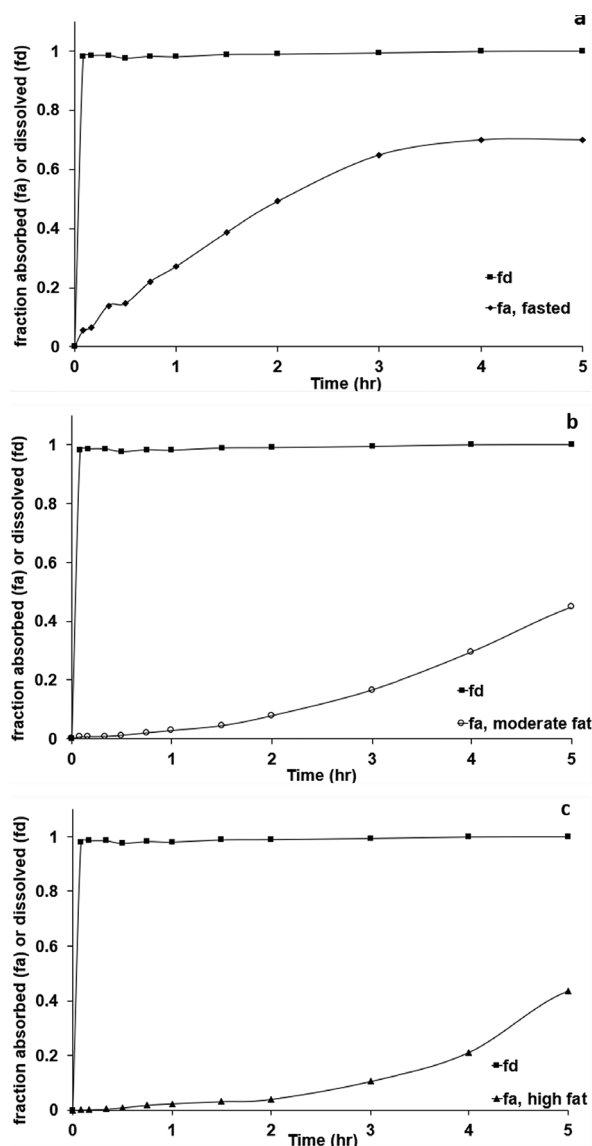 a
fraction absorbed (fa) or dissolved (fd)
1
0.8
0.6
0.4
0.2
0
fd
fa, fasted
0 1 2 3 4 5
Time (hr)
b
fraction absorbed (fa) or dissolved (fd)
1
0.8
0.6
0.4
0.2
0
fd
fa, moderate fat
0 1 2 3 4 5
Time (hr)
c
fraction absorbed (fa) or dissolved (fd)
1
0.8
0.6
0.4
0.2
0
fd
fa, high fat
0 1 2 3 4 5
Time (hr)